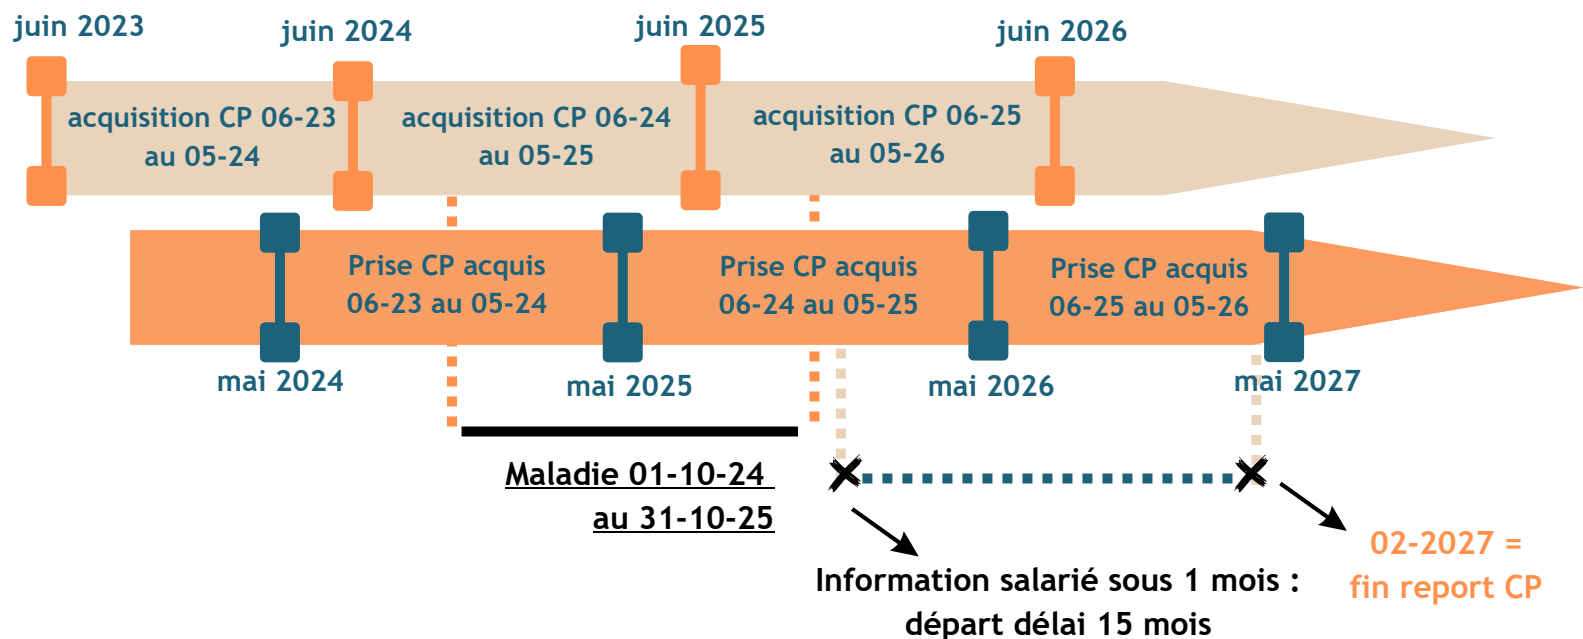 juin 2023
juin 2024
juin 2025
juin 2026
acquisition CP 06-23
au 05-24
acquisition CP 06-24
au 05-25
acquisition CP 06-25
au 05-26
Prise CP acquis
06-23 au 05-24
Prise CP acquis
06-24 au 05-25
Prise CP acquis
06-25 au 05-26
mai 2024
mai 2025
mai 2026
mai 2027
Maladie 01-10-24
au 31-10-25
Information salarié sous 1 mois :
départ délai 15 mois
02-2027 =
fin report CP